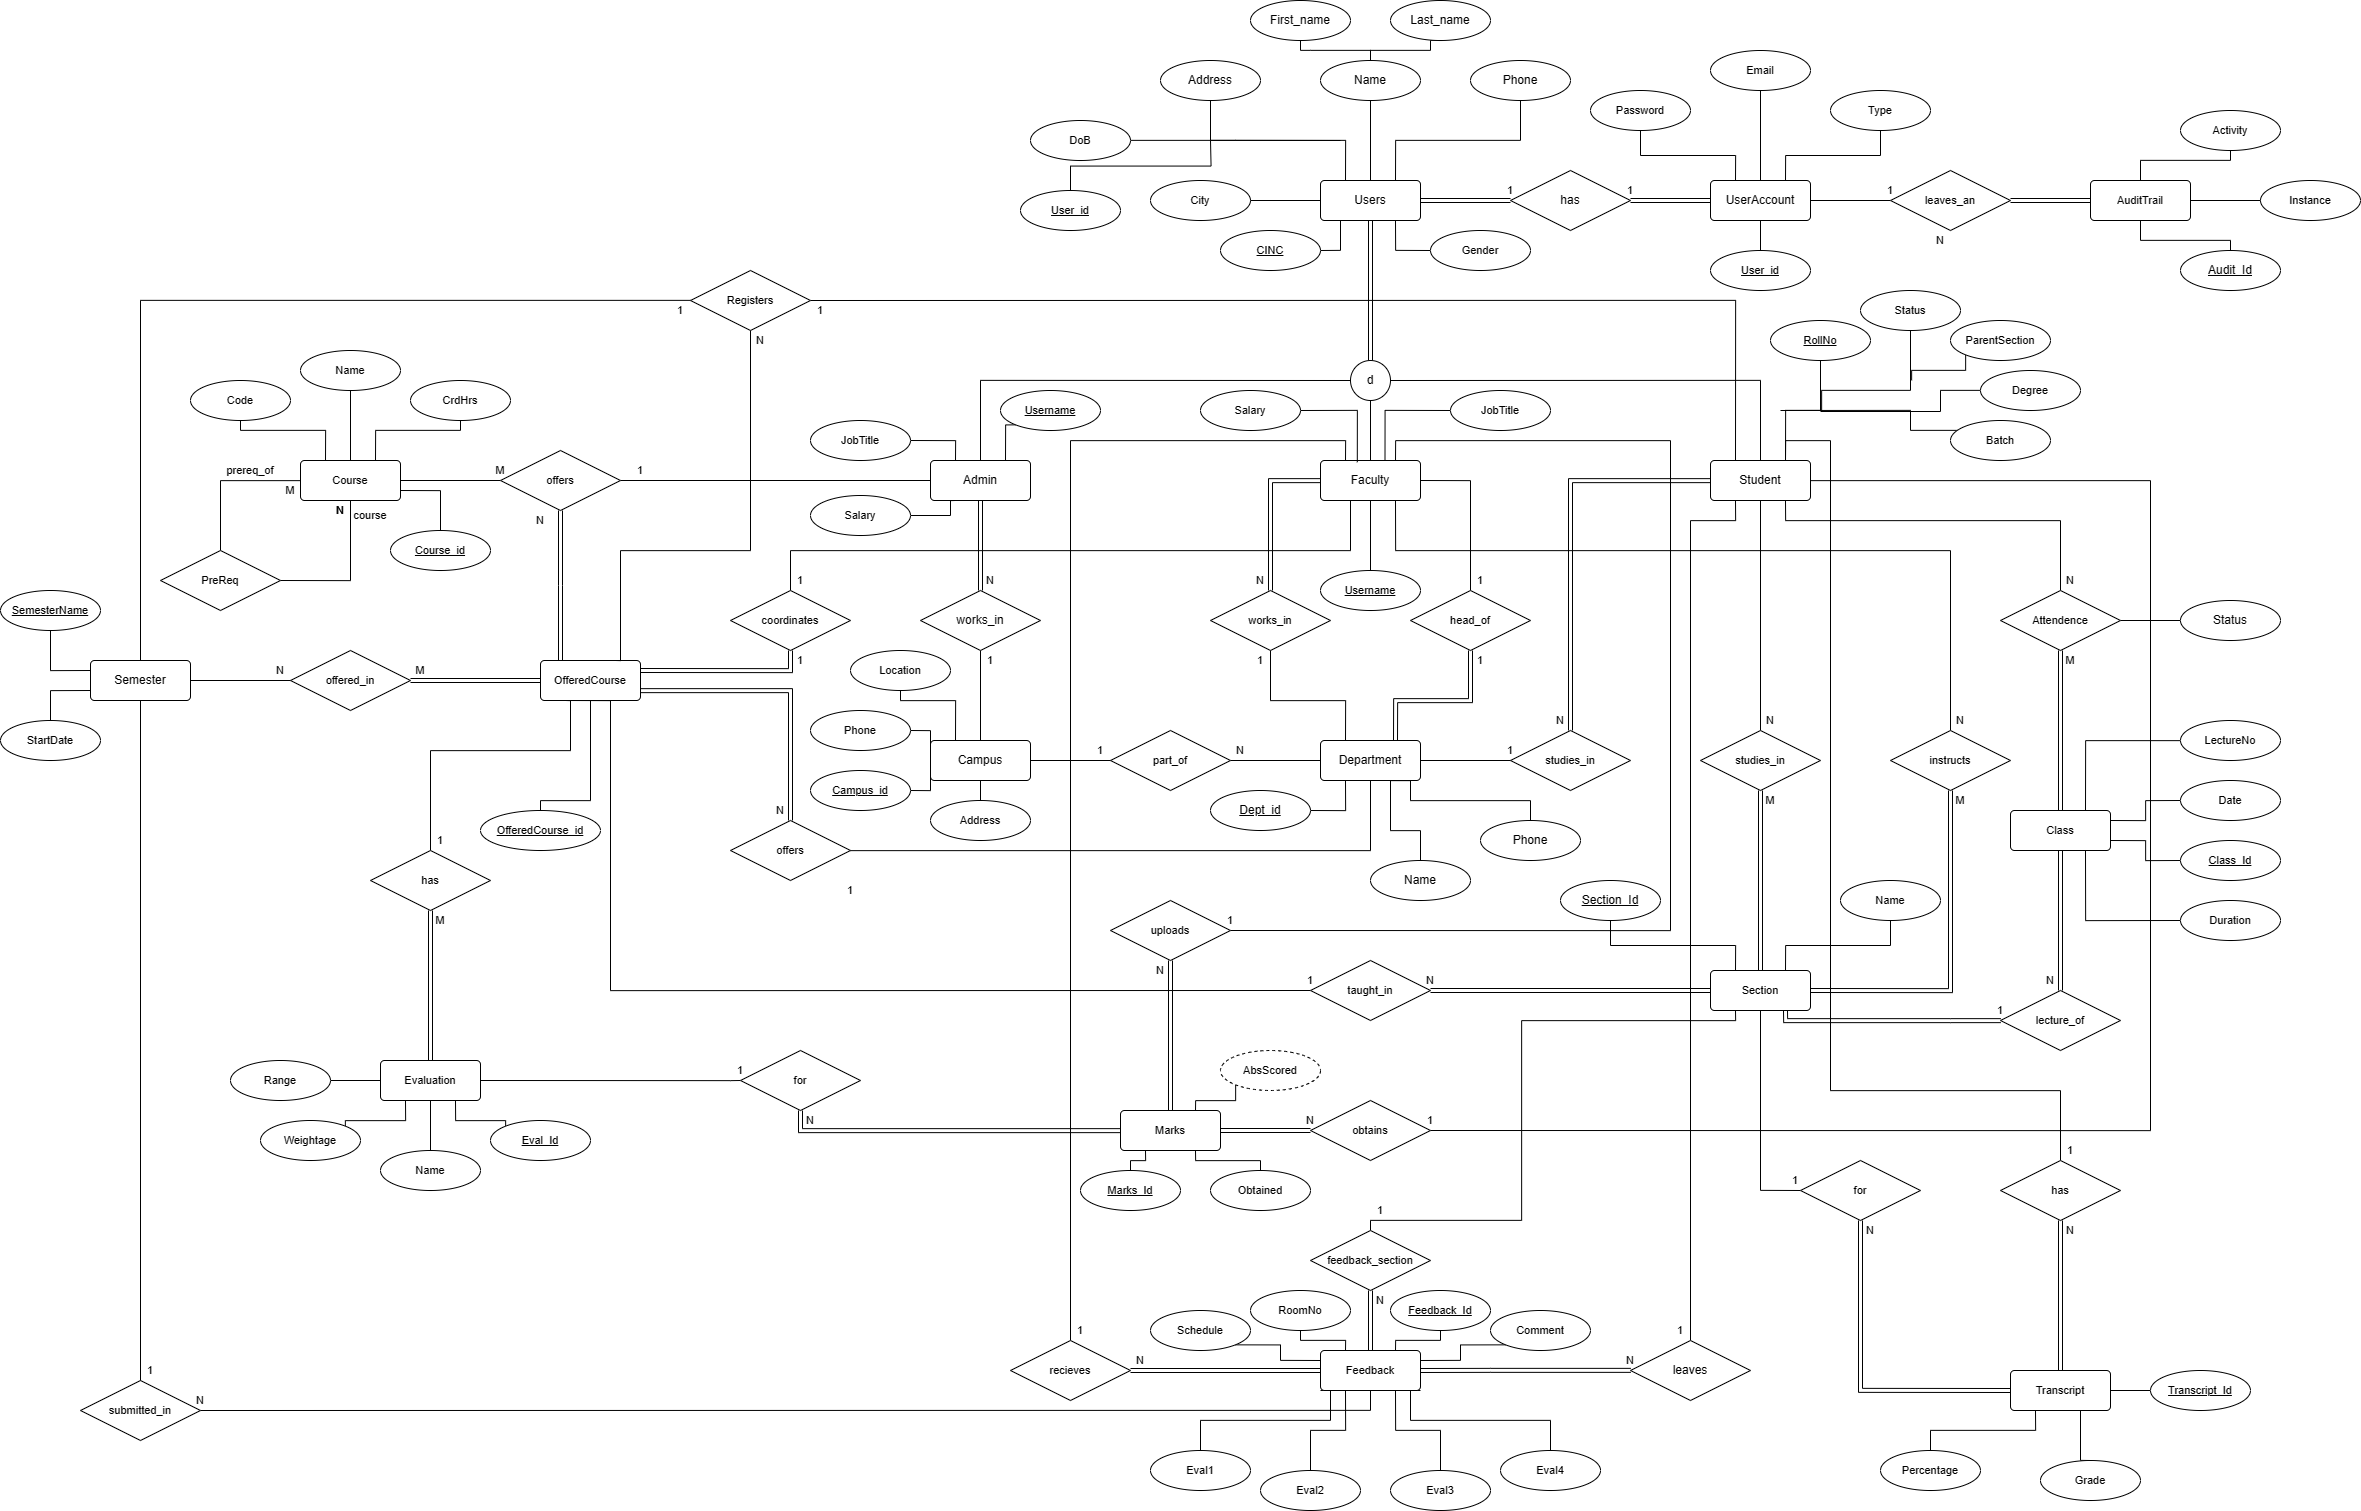 First_name
Last_name
Address
Name
Phone
Email
Password
Type
Activity
DoB
User_id
City
Users
1
has
1
UserAccount
1
leaves_an
N
AuditTrail
Instance
CINC
Gender
User_id
Audit_Id
Registers
1
1
N
Status
RollNo
ParentSection
Degree
Batch
d
Name
Code
CrdHrs
Username
Salary
JobTitle
JobTitle
prereq_of
M
Course
M
offers
1
N
Admin
Faculty
Student
N
course
Salary
Course_id
PreReq
SemesterName
1
coordinates
1
N
works_in
1
N
works_in
1
Username
1
head_of
1
N
Attendence
M
Status
Semester
N
offered_in
M
OfferedCourse
Location
StartDate
Phone
Campus
Campus_id
Address
1
part_of
N
Department
1
N
studies_in
N
studies_in
M
N
instructs
M
LectureNo
Date
Class
Class_Id
Duration
Dept_id
Phone
Name
OfferedCourse_id
N
offers
1
1
has
M
Section_Id
Name
uploads
1
N
1
taught_in
N
Section
N
1
lecture_of
Range
Evaluation
1
for
N
AbsScored
Weightage
Eval_Id
Name
Marks
N
obtains
1
Marks_Id
Obtained
1
for
N
1
has
N
1
feedback_section
N
RoomNo
Feedback_Id
Schedule
Comment
1
recieves
N
Feedback
N
1
leaves
1
submitted_in
N
Transcript
Transcript_Id
Eval1
Eval2
Eval3
Eval4
Percentage
Grade